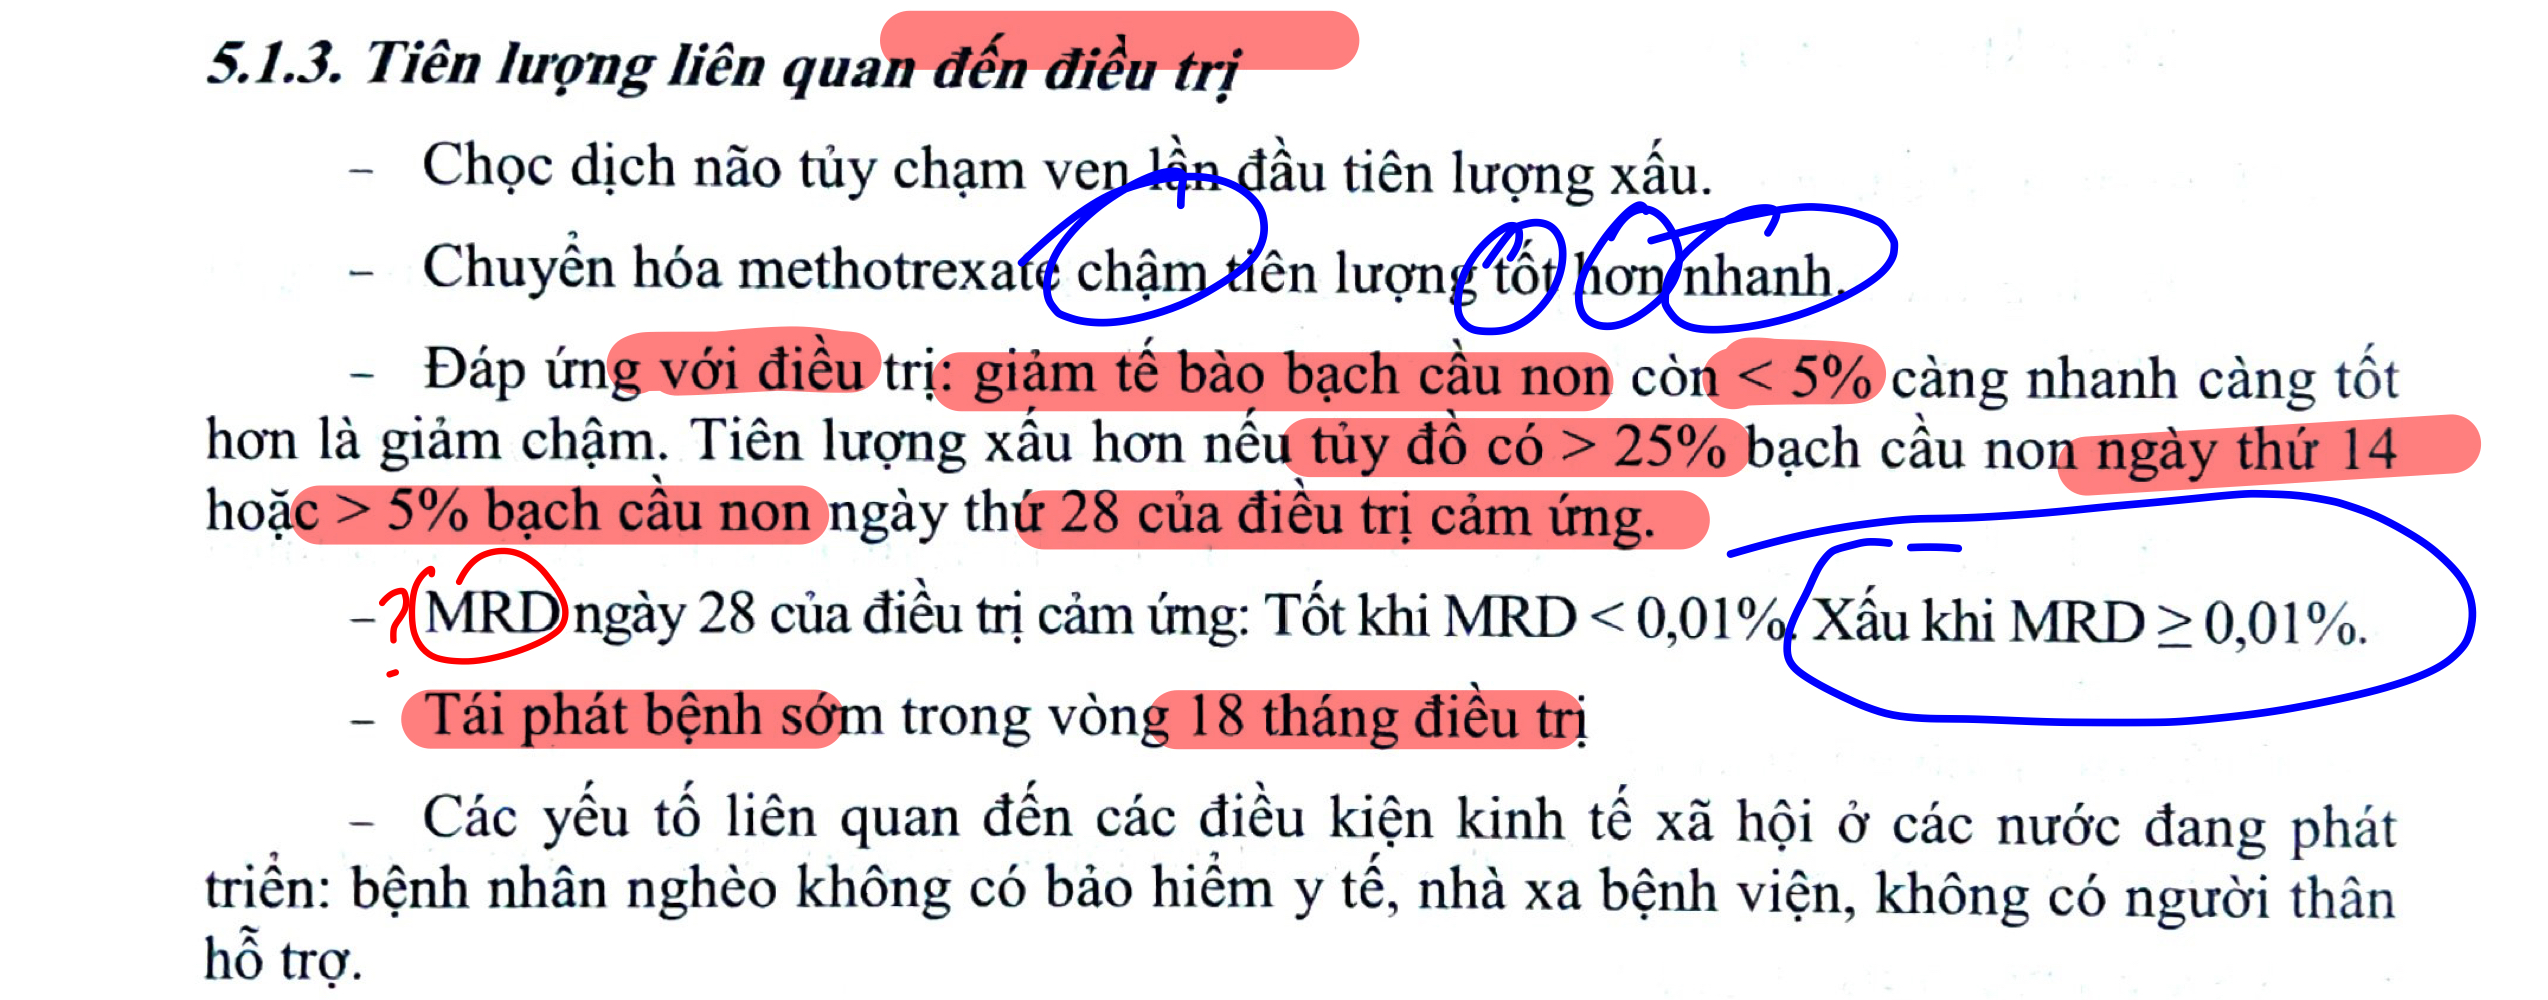 5.1.3. Tiên lượng liên quan đến điều trị
– Chọc dịch não tủy chạm ven lần đầu tiên lượng xấu.
– Chuyển hóa methotrexate chậm tiên lượng tốt hơn nhanh.
– Đáp ứng với điều trị: giảm tế bào bạch cầu non còn < 5% càng nhanh càng tốt
hơn là giảm chậm. Tiên lượng xấu hơn nếu tủy đồ có > 25% bạch cầu non ngày thứ 14
hoặc > 5% bạch cầu non ngày thứ 28 của điều trị cảm ứng.
–? MRD ngày 28 của điều trị cảm ứng: Tốt khi MRD < 0,01%. Xấu khi MRD ≥ 0,01%.
– Tái phát bệnh sớm trong vòng 18 tháng điều trị
– Các yếu tố liên quan đến các điều kiện kinh tế xã hội ở các nước đang phát
triển: bệnh nhân nghèo không có bảo hiểm y tế, nhà xa bệnh viện, không có người thân
hỗ trợ.